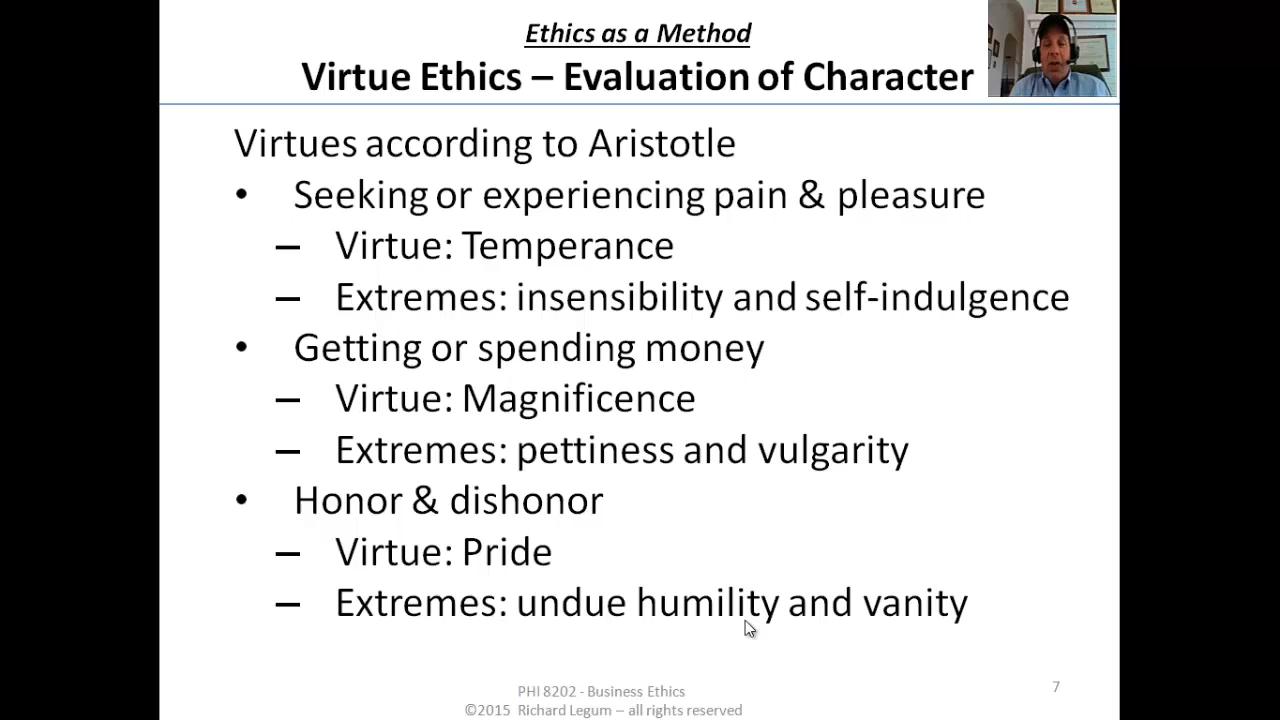 Ethics as a Method
Virtue Ethics – Evaluation of Character
Virtues according to Aristotle
• Seeking or experiencing pain & pleasure
– Virtue: Temperance
– Extremes: insensibility and self-indulgence
• Getting or spending money
– Virtue: Magnificence
– Extremes: pettiness and vulgarity
• Honor & dishonor
– Virtue: Pride
– Extremes: undue humility and vanity
PHI 8202 - Business Ethics
©2015 Richard Legum – all rights reserved
7